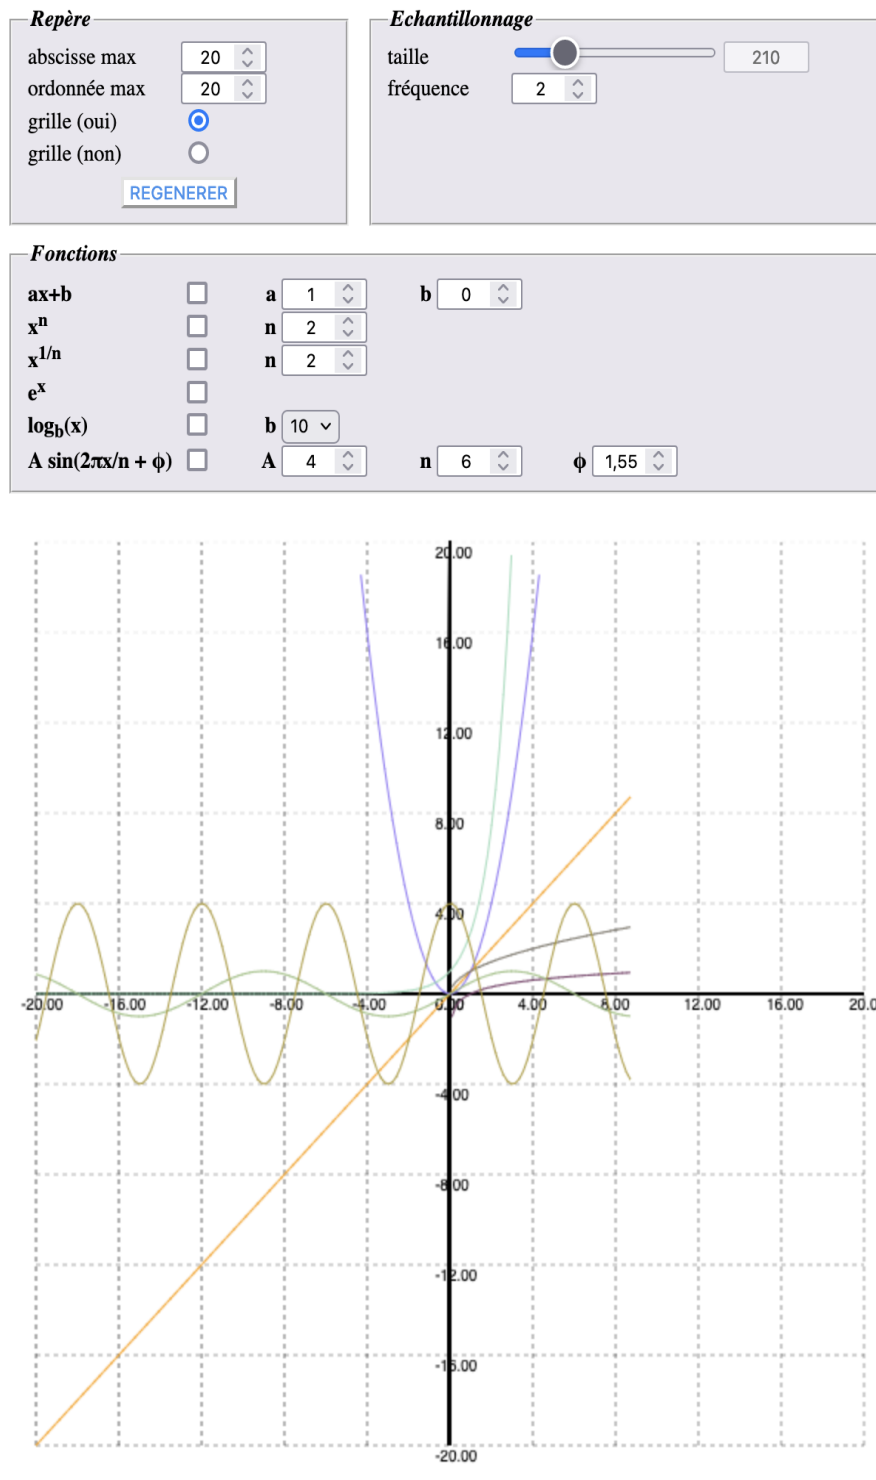 Repère
abscisse max 20
ordonnée max 20
grille (oui)
grille (non)
REGENERER
Echantillonnage
taille 210
fréquence 2
Fonctions
ax+b a 1 b 0
xⁿ n 2
x¹/ⁿ n 2
eˣ
log_b(x) b 10
A sin(2πx/n + ϕ) A 4 n 6 ϕ 1,55
20.00
16.00
12.00
8.00
4.00
-20.00 -16.00 -12.00 -8.00 -4.00 0.00 4.00 8.00 12.00 16.00 20.0
-4.00
-8.00
-12.00
-16.00
-20.00